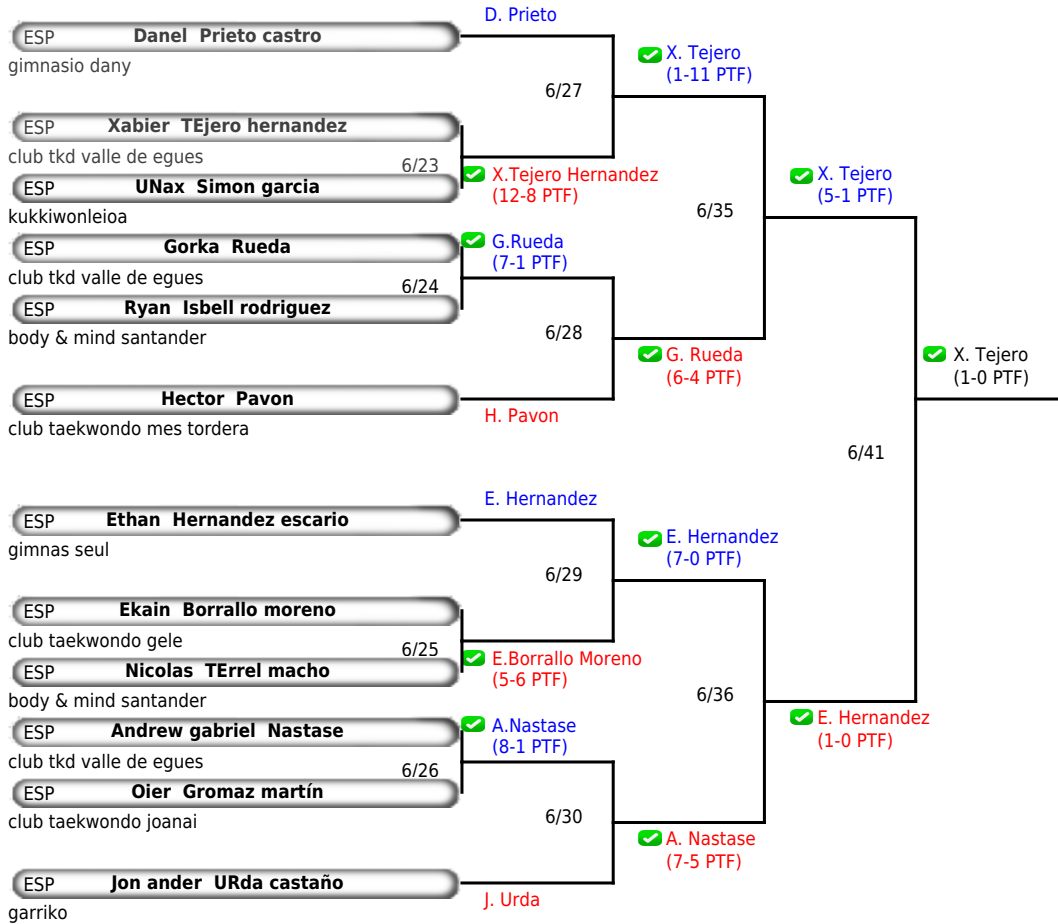 D. Prieto
ESP Danel Prieto castro
gimnasio dany
X. Tejero
(1-11 PTF)
6/27
ESP Xabier TEjero hernandez
club tkd valle de egues
6/23
X.Tejero Hernandez
(12-8 PTF)
X. Tejero
(5-1 PTF)
ESP UNax Simon garcia
kukkiwonleioa
6/35
ESP Gorka Rueda
G.Rueda
(7-1 PTF)
club tkd valle de egues
6/24
ESP Ryan Isbell rodriguez
body & mind santander
6/28
G. Rueda
(6-4 PTF)
X. Tejero
(1-0 PTF)
ESP Hector Pavon
H. Pavon
club taekwondo mes tordera
6/41
E. Hernandez
ESP Ethan Hernandez escario
gimnas seul
E. Hernandez
(7-0 PTF)
6/29
ESP Ekain Borrallo moreno
club taekwondo gele
6/25
E.Borrallo Moreno
(5-6 PTF)
ESP Nicolas TErrel macho
body & mind santander
6/36
E. Hernandez
(1-0 PTF)
ESP Andrew gabriel Nastase
A.Nastase
(8-1 PTF)
club tkd valle de egues
6/26
ESP Oier Gromaz martín
club taekwondo joanai
6/30
A. Nastase
(7-5 PTF)
ESP Jon ander URda castaño
J. Urda
garriko